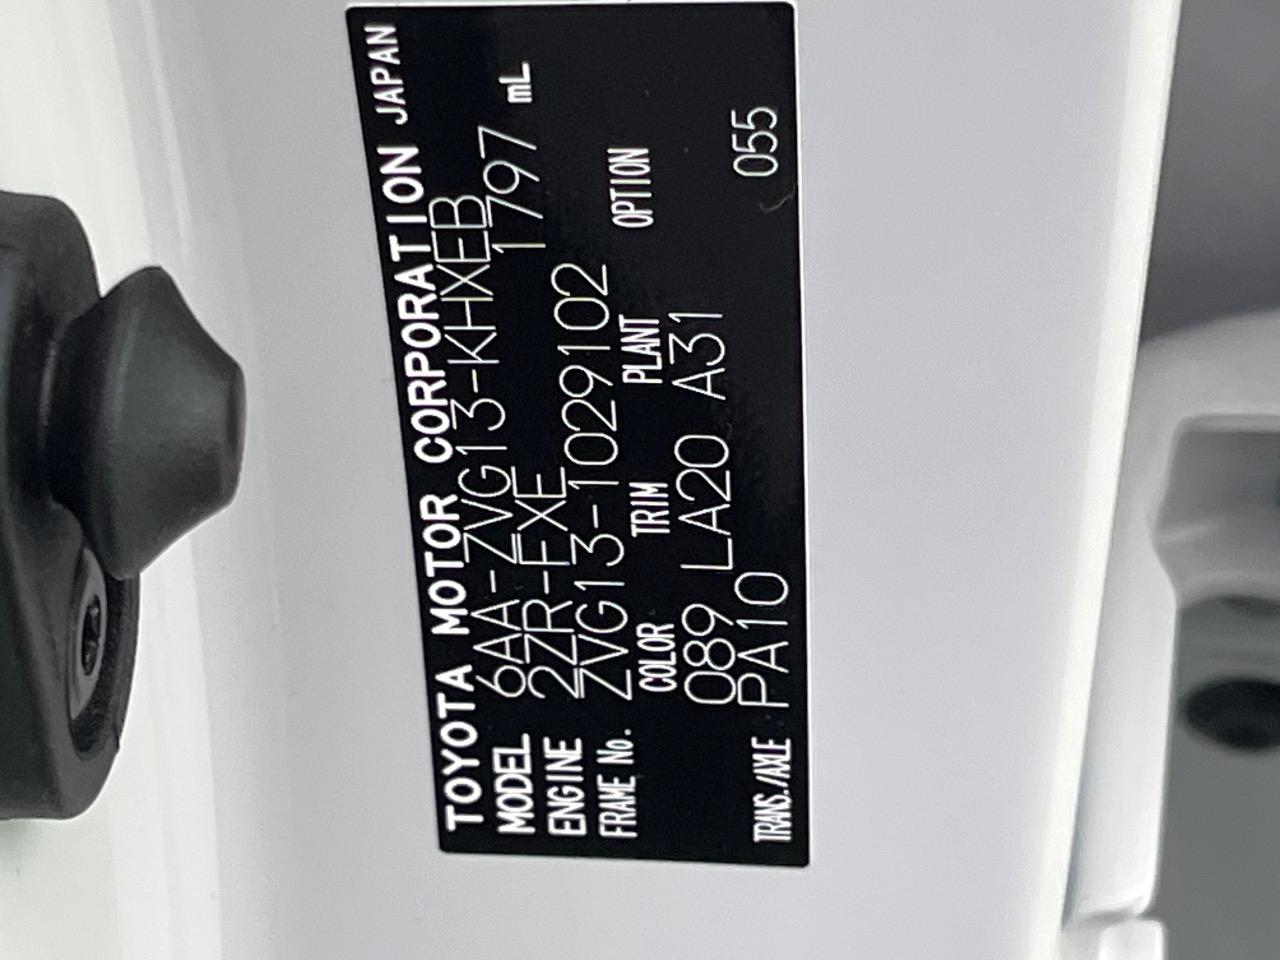 TOYOTA MOTOR CORPORATION JAPAN
MODEL 6AA-ZVG13-KHXEB
ENGINE 2ZR-FXE 1797 mL
FRAME No. ZVG13-1029102
COLOR TRIM PLANT OPTION
089 LA20 A31
TRANS./AXLE PA10 055